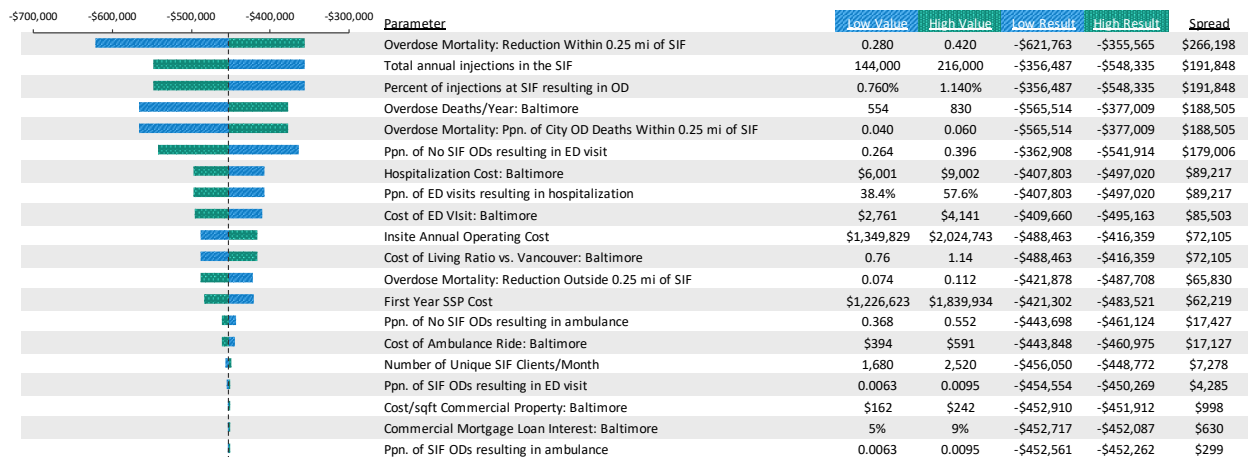 -$700,000 -$600,000 -$500,000 -$400,000 -$300,000
Parameter Low Value High Value Low Result High Result Spread
Overdose Mortality: Reduction Within 0.25 mi of SIF 0.280 0.420 -$621,763 -$355,565 $266,198
Total annual injections in the SIF 144,000 216,000 -$356,487 -$548,335 $191,848
Percent of injections at SIF resulting in OD 0.760% 1.140% -$356,487 -$548,335 $191,848
Overdose Deaths/Year: Baltimore 554 830 -$565,514 -$377,009 $188,505
Overdose Mortality: Ppn. of City OD Deaths Within 0.25 mi of SIF 0.040 0.060 -$565,514 -$377,009 $188,505
Ppn. of No SIF ODs resulting in ED visit 0.264 0.396 -$362,908 -$541,914 $179,006
Hospitalization Cost: Baltimore $6,001 $9,002 -$407,803 -$497,020 $89,217
Ppn. of ED visits resulting in hospitalization 38.4% 57.6% -$407,803 -$497,020 $89,217
Cost of ED VIsit: Baltimore $2,761 $4,141 -$409,660 -$495,163 $85,503
Insite Annual Operating Cost $1,349,829 $2,024,743 -$488,463 -$416,359 $72,105
Cost of Living Ratio vs. Vancouver: Baltimore 0.76 1.14 -$488,463 -$416,359 $72,105
Overdose Mortality: Reduction Outside 0.25 mi of SIF 0.074 0.112 -$421,878 -$487,708 $65,830
First Year SSP Cost $1,226,623 $1,839,934 -$421,302 -$483,521 $62,219
Ppn. of No SIF ODs resulting in ambulance 0.368 0.552 -$443,698 -$461,124 $17,427
Cost of Ambulance Ride: Baltimore $394 $591 -$443,848 -$460,975 $17,127
Number of Unique SIF Clients/Month 1,680 2,520 -$456,050 -$448,772 $7,278
Ppn. of SIF ODs resulting in ED visit 0.0063 0.0095 -$454,554 -$450,269 $4,285
Cost/sqft Commercial Property: Baltimore $162 $242 -$452,910 -$451,912 $998
Commercial Mortgage Loan Interest: Baltimore 5% 9% -$452,717 -$452,087 $630
Ppn. of SIF ODs resulting in ambulance 0.0063 0.0095 -$452,561 -$452,262 $299